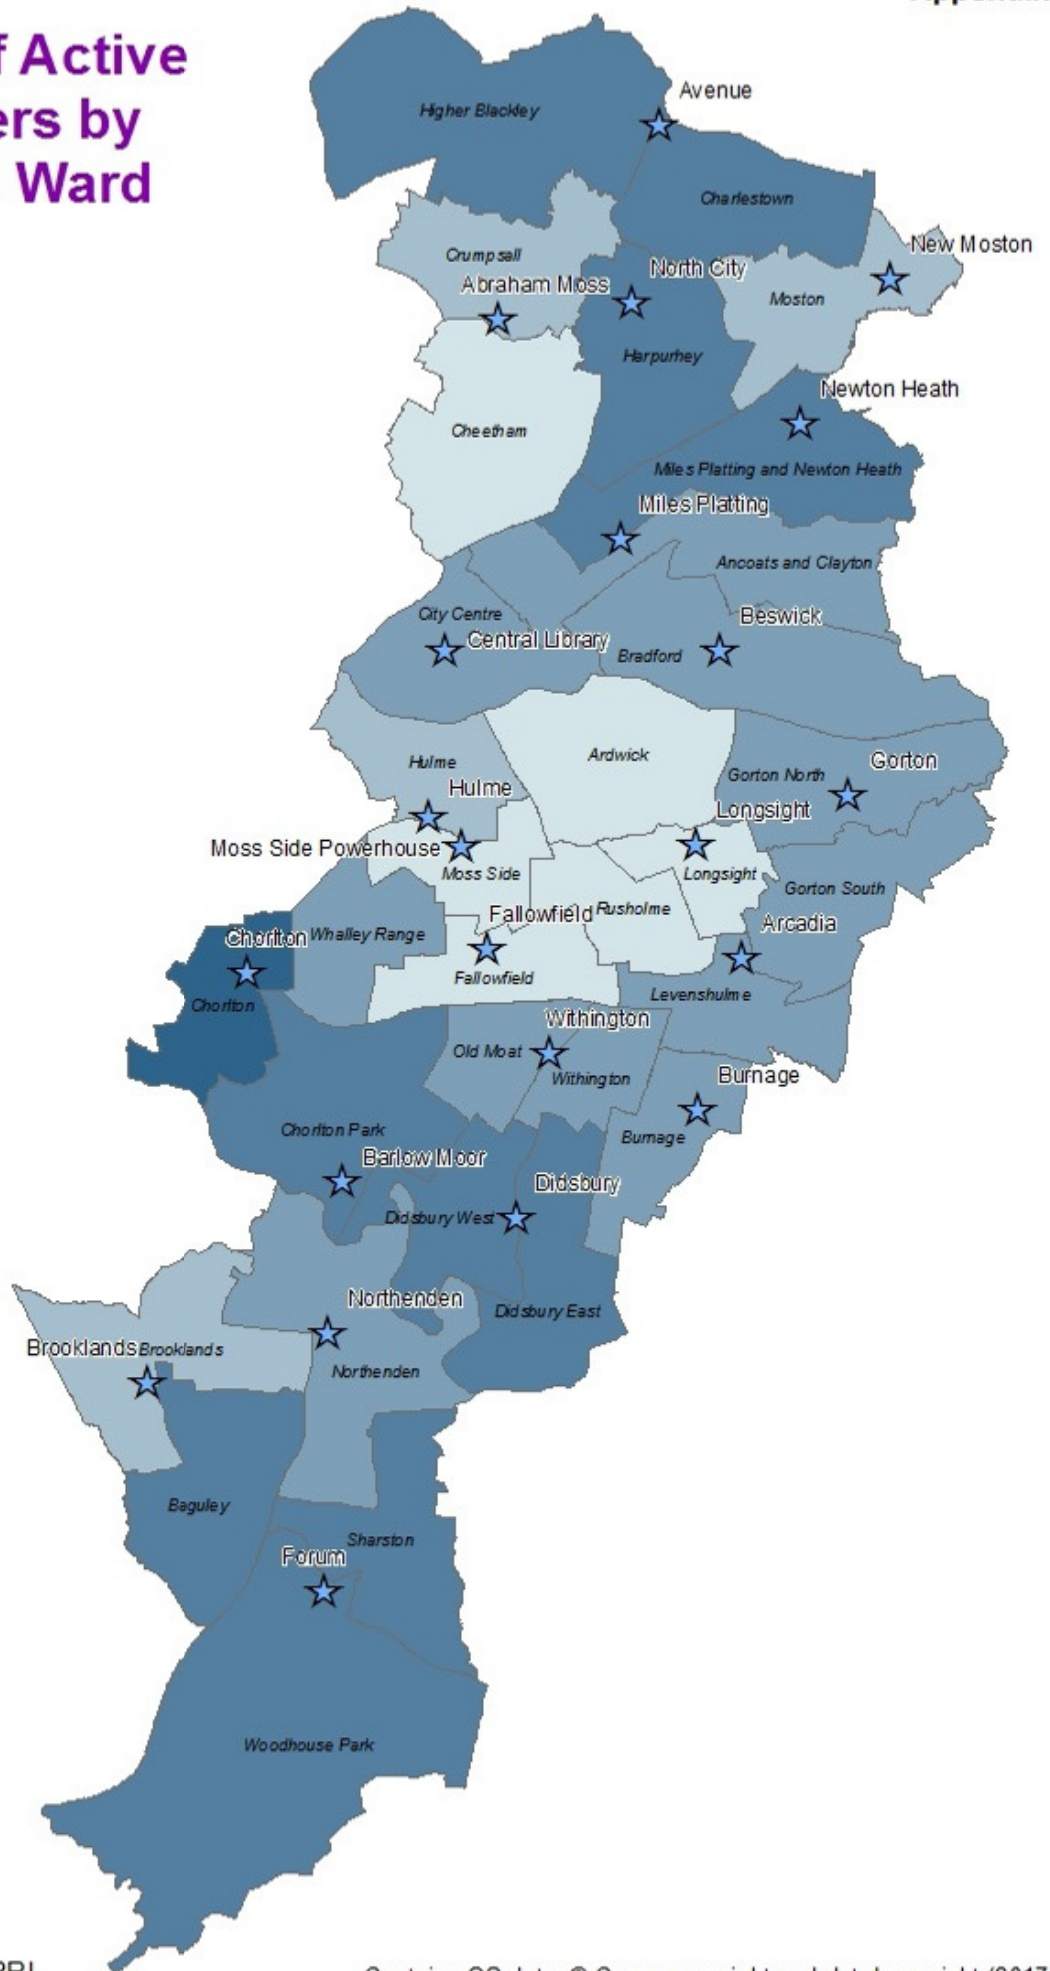 f Active
ers by
Ward
Avenue
Higher Blackley
Charlestown
New Moston
Crumpsall
North City
Abraham Moss
Moston
Harpurhey
Newton Heath
Cheetham
Miles Platting and Newton Heath
Miles Platting
Ancoats and Clayton
City Centre
Beswick
Central Library
Bradford
Ardwick
Hulme
Gorton
Gorton North
Hulme
Longsight
Moss Side Powerhouse
Moss Side
Longsight
Gorton South
Rusholme
Fallowfield
Arcadia
Chorlton
Whalley Range
Fallowfield
Levenshulme
Chorlton
Withington
Old Moat
Withington
Burnage
Chorlton Park
Burnage
Barlow Moor
Didsbury
Didsbury West
Northenden
Didsbury East
Brooklands
Brooklands
Northenden
Baguley
Sharston
Forum
Woodhouse Park